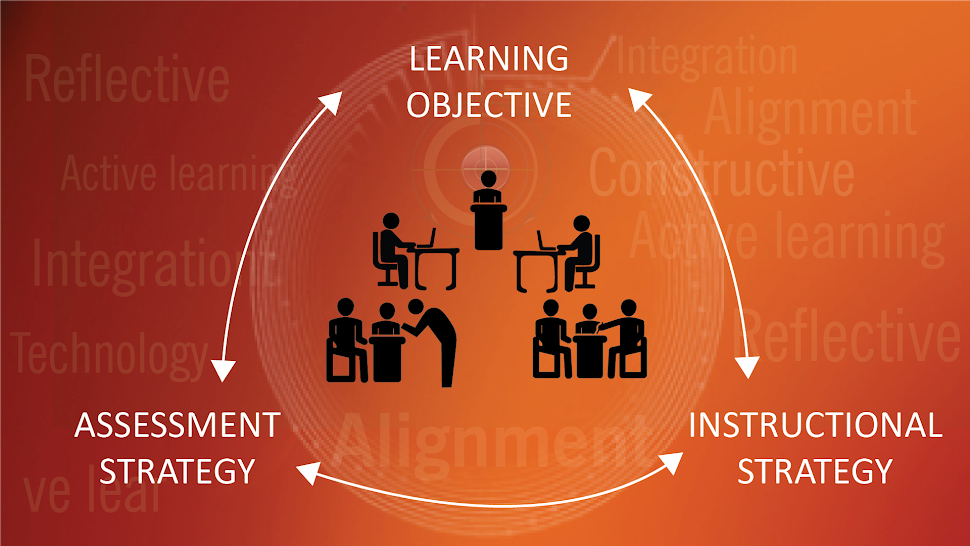 LEARNING
OBJECTIVE
Reflective
Integration
Alignment
Active learning
Constructive
Active learning
Integration
Technology
Reflective
ASSESSMENT
STRATEGY
INSTRUCTIONAL
STRATEGY
Alignment
ve lear